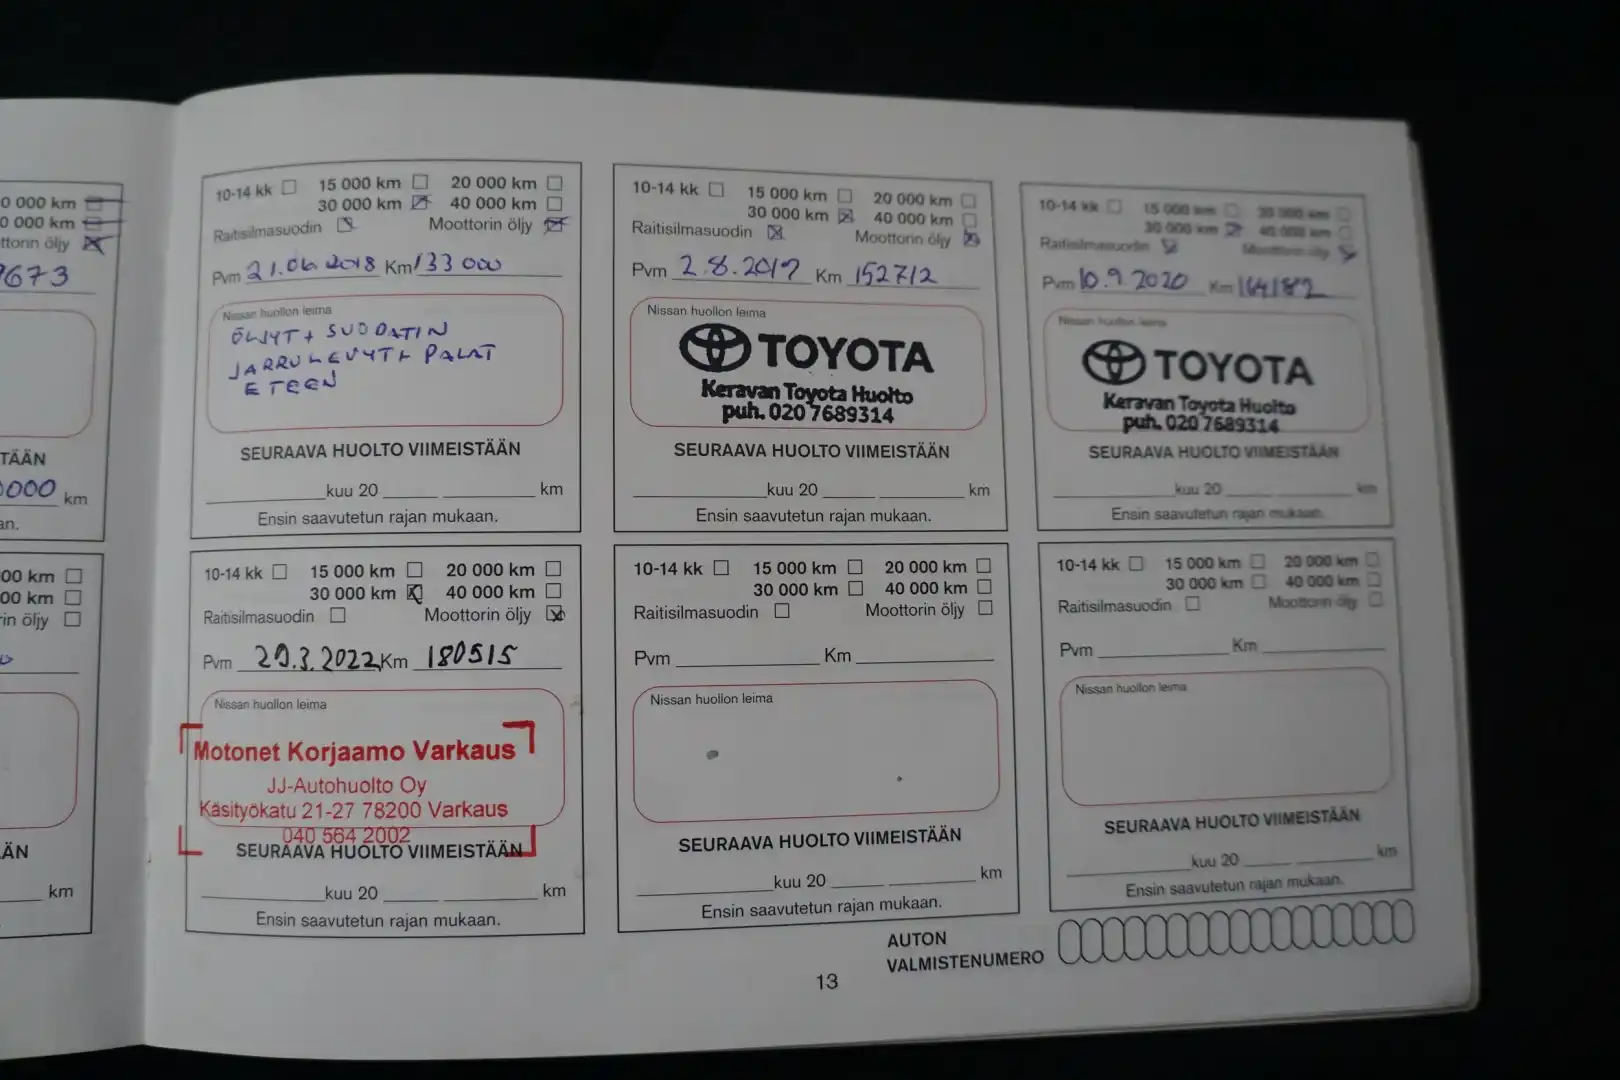 0 000 km
0 000 km
ttorin öljy
9673
TÄÄN
0000 km
an.
00 km
00 km
rin öljy
ÄÄN
km
10-14 kk 15 000 km 20 000 km
30 000 km 40 000 km
Raitisilmasuodin Moottorin öljy
Pvm 21.06.2018 Km 133 000
Nissan huollon leima
ÖLJYT + SUODATIN
JARRULEVYT + PALAT
ETEEN
SEURAAVA HUOLTO VIIMEISTÄÄN
kuu 20 km
Ensin saavutetun rajan mukaan.
10-14 kk 15 000 km 20 000 km
30 000 km 40 000 km
Raitisilmasuodin Moottorin öljy
Pvm 2.8.2019 Km 152712
Nissan huollon leima
TOYOTA
Keravan Toyota Huolto
puh. 020 7689314
SEURAAVA HUOLTO VIIMEISTÄÄN
kuu 20 km
Ensin saavutetun rajan mukaan.
10-14 kk 15 000 km 20 000 km
30 000 km 40 000 km
Raitisilmasuodin Moottorin öljy
Pvm 10.9.2020 Km 164182
Nissan huollon leima
TOYOTA
Keravan Toyota Huolto
puh. 020 7689314
SEURAAVA HUOLTO VIIMEISTÄÄN
kuu 20 km
Ensin saavutetun rajan mukaan.
10-14 kk 15 000 km 20 000 km
30 000 km 40 000 km
Raitisilmasuodin Moottorin öljy
Pvm 29.3.2022 Km 180515
Nissan huollon leima
Motonet Korjaamo Varkaus
JJ-Autohuolto Oy
Käsityökatu 21-27 78200 Varkaus
040 564 2002
SEURAAVA HUOLTO VIIMEISTÄÄN
kuu 20 km
Ensin saavutetun rajan mukaan.
10-14 kk 15 000 km 20 000 km
30 000 km 40 000 km
Raitisilmasuodin Moottorin öljy
Pvm Km
Nissan huollon leima
SEURAAVA HUOLTO VIIMEISTÄÄN
kuu 20 km
Ensin saavutetun rajan mukaan.
10-14 kk 15 000 km 20 000 km
30 000 km 40 000 km
Raitisilmasuodin Moottorin öljy
Pvm Km
Nissan huollon leima
SEURAAVA HUOLTO VIIMEISTÄÄN
kuu 20 km
Ensin saavutetun rajan mukaan.
AUTON
VALMISTENUMERO
13